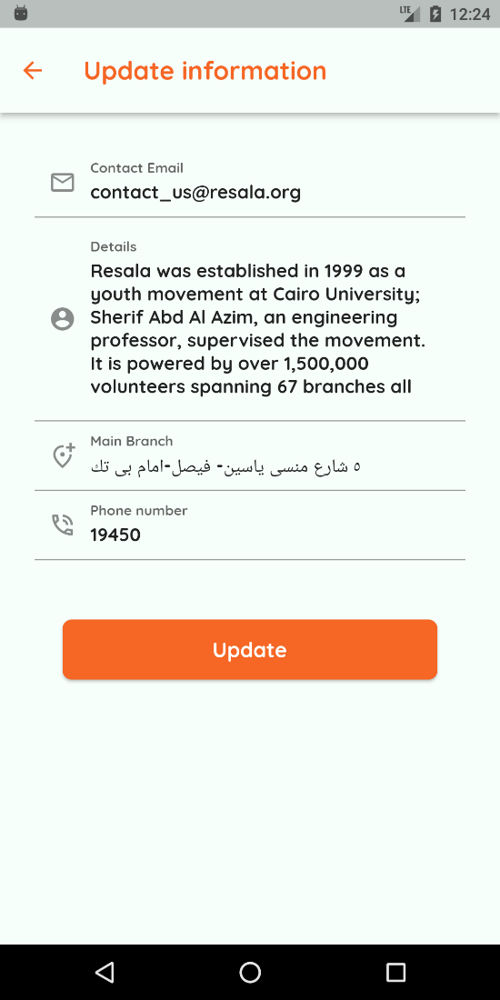 LTE 12:24
Update information
Contact Email
contact_us@resala.org
Details
Resala was established in 1999 as a
youth movement at Cairo University;
Sherif Abd Al Azim, an engineering
professor, supervised the movement.
It is powered by over 1,500,000
volunteers spanning 67 branches all
Main Branch
٥ شارع منسى ياسين- فيصل-امام بى تك
Phone number
19450
Update